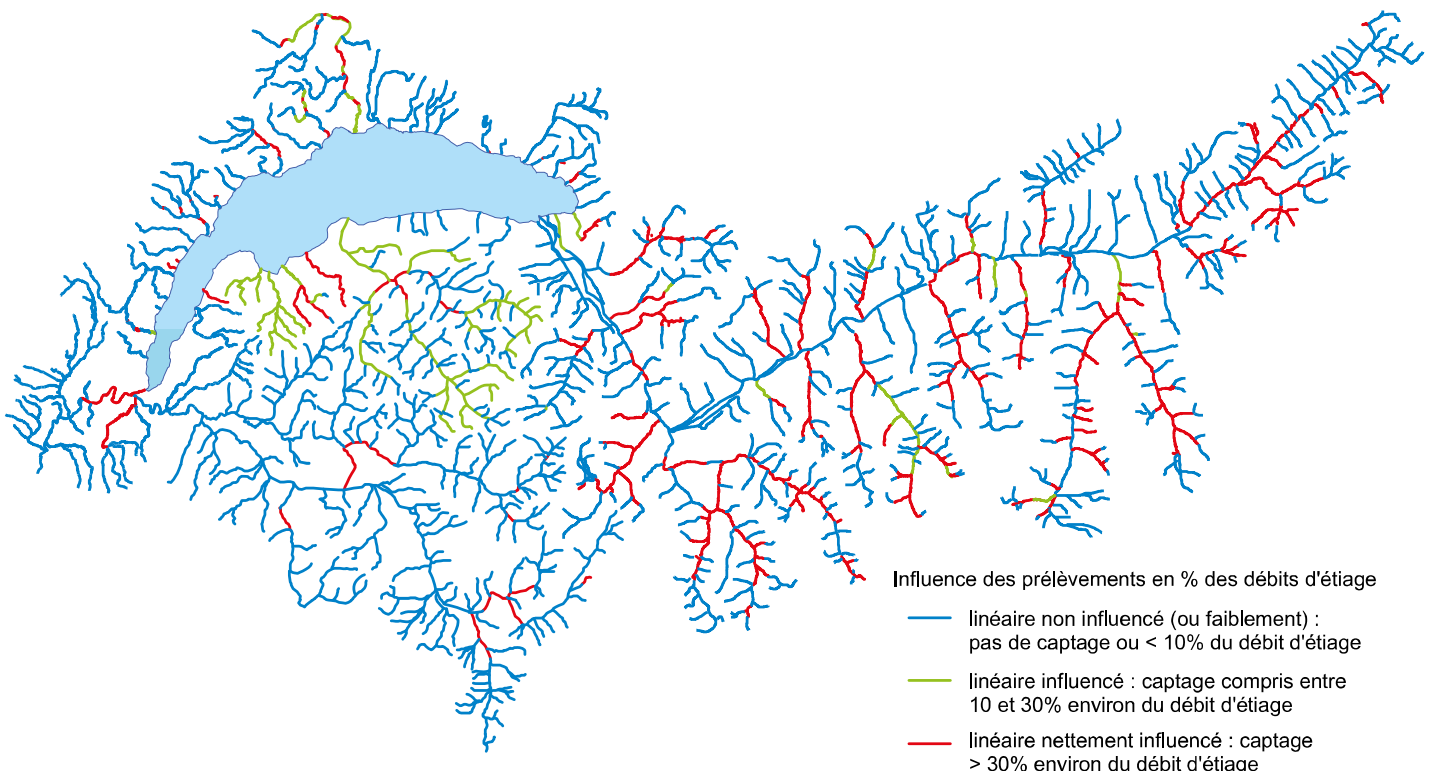 Influence des prélèvements en % des débits d'étiage
linéaire non influencé (ou faiblement) :
pas de captage ou < 10% du débit d'étiage
linéaire influencé : captage compris entre
10 et 30% environ du débit d'étiage
linéaire nettement influencé : captage
> 30% environ du débit d'étiage